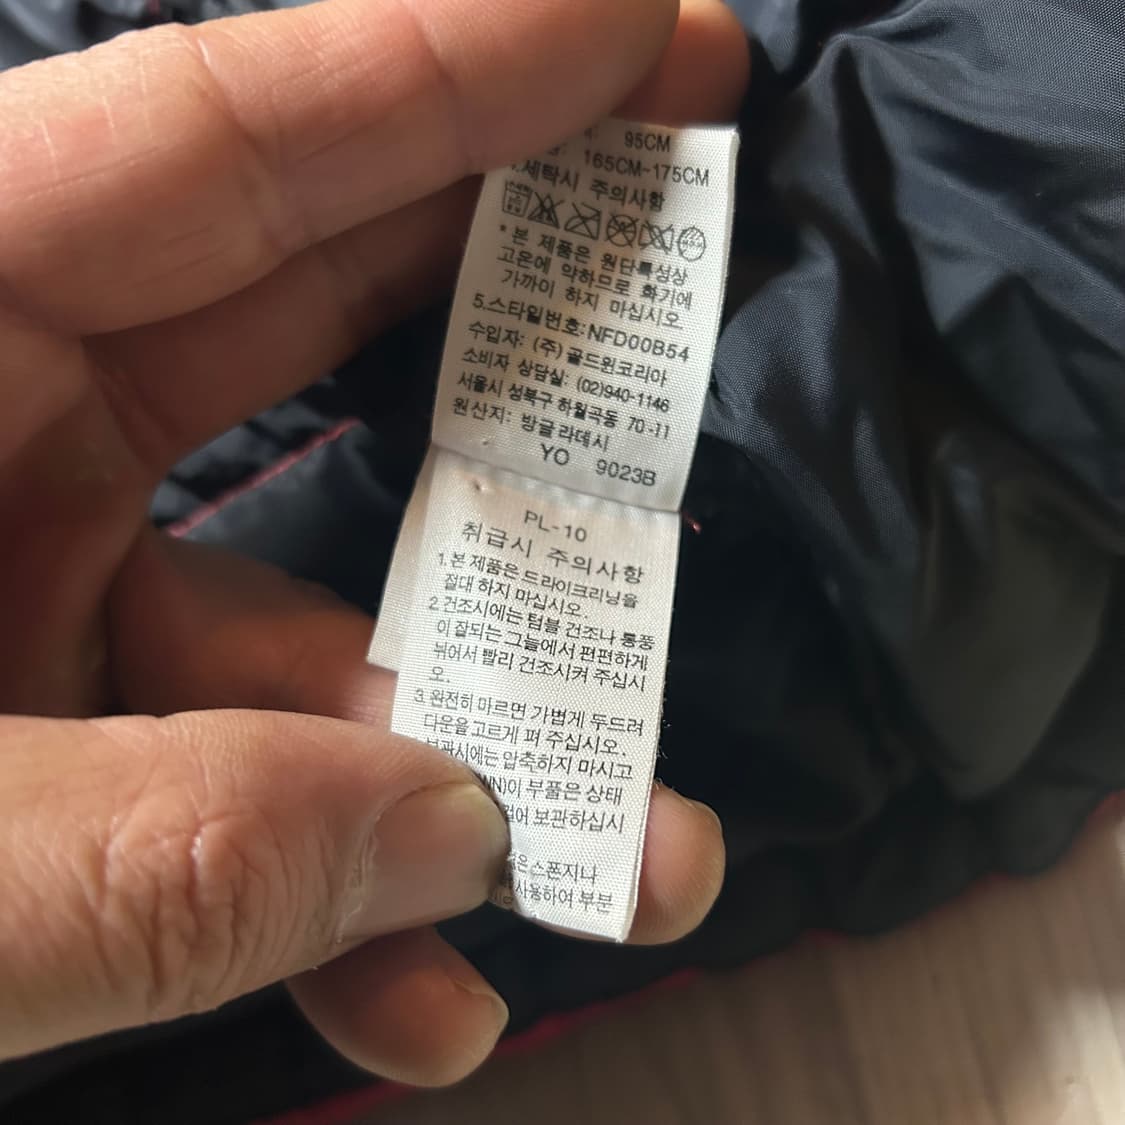 95CM
165CM-175CM
세탁시 주의사항
* 본 제품은 원단특성상
고온에 약하므로 화기에
가까이 하지 마십시오.
5.스타일번호:NFD00B54
수입자: (주)골드윈코리아
소비자 상담실: (02)940-1146
서울시 성북구 하월곡동 70-11
원산지: 방글라데시
YO 9023B
PL-10
취급시 주의사항
1.본 제품은 드라이크리닝을
절대 하지 마십시오.
2.건조시에는 텀블 건조나 통풍
이 잘되는 그늘에서 편편하게
뉘어서 빨리 건조시켜 주십시
오.
3.완전히 마르면 가볍게 두드려
다운을 고르게 펴 주십시오.
보관시에는 압축하지 마시고
이 부풀은 상태
보관하십시
스폰지나
사용하여 부분